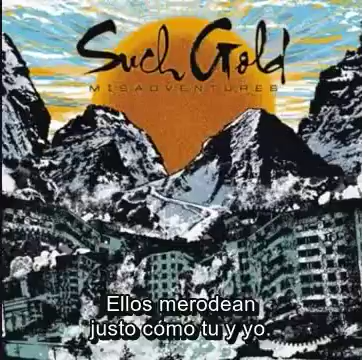 Such Gold
MISADVENTURES
Ellos merodean
justo cómo tu y yo.